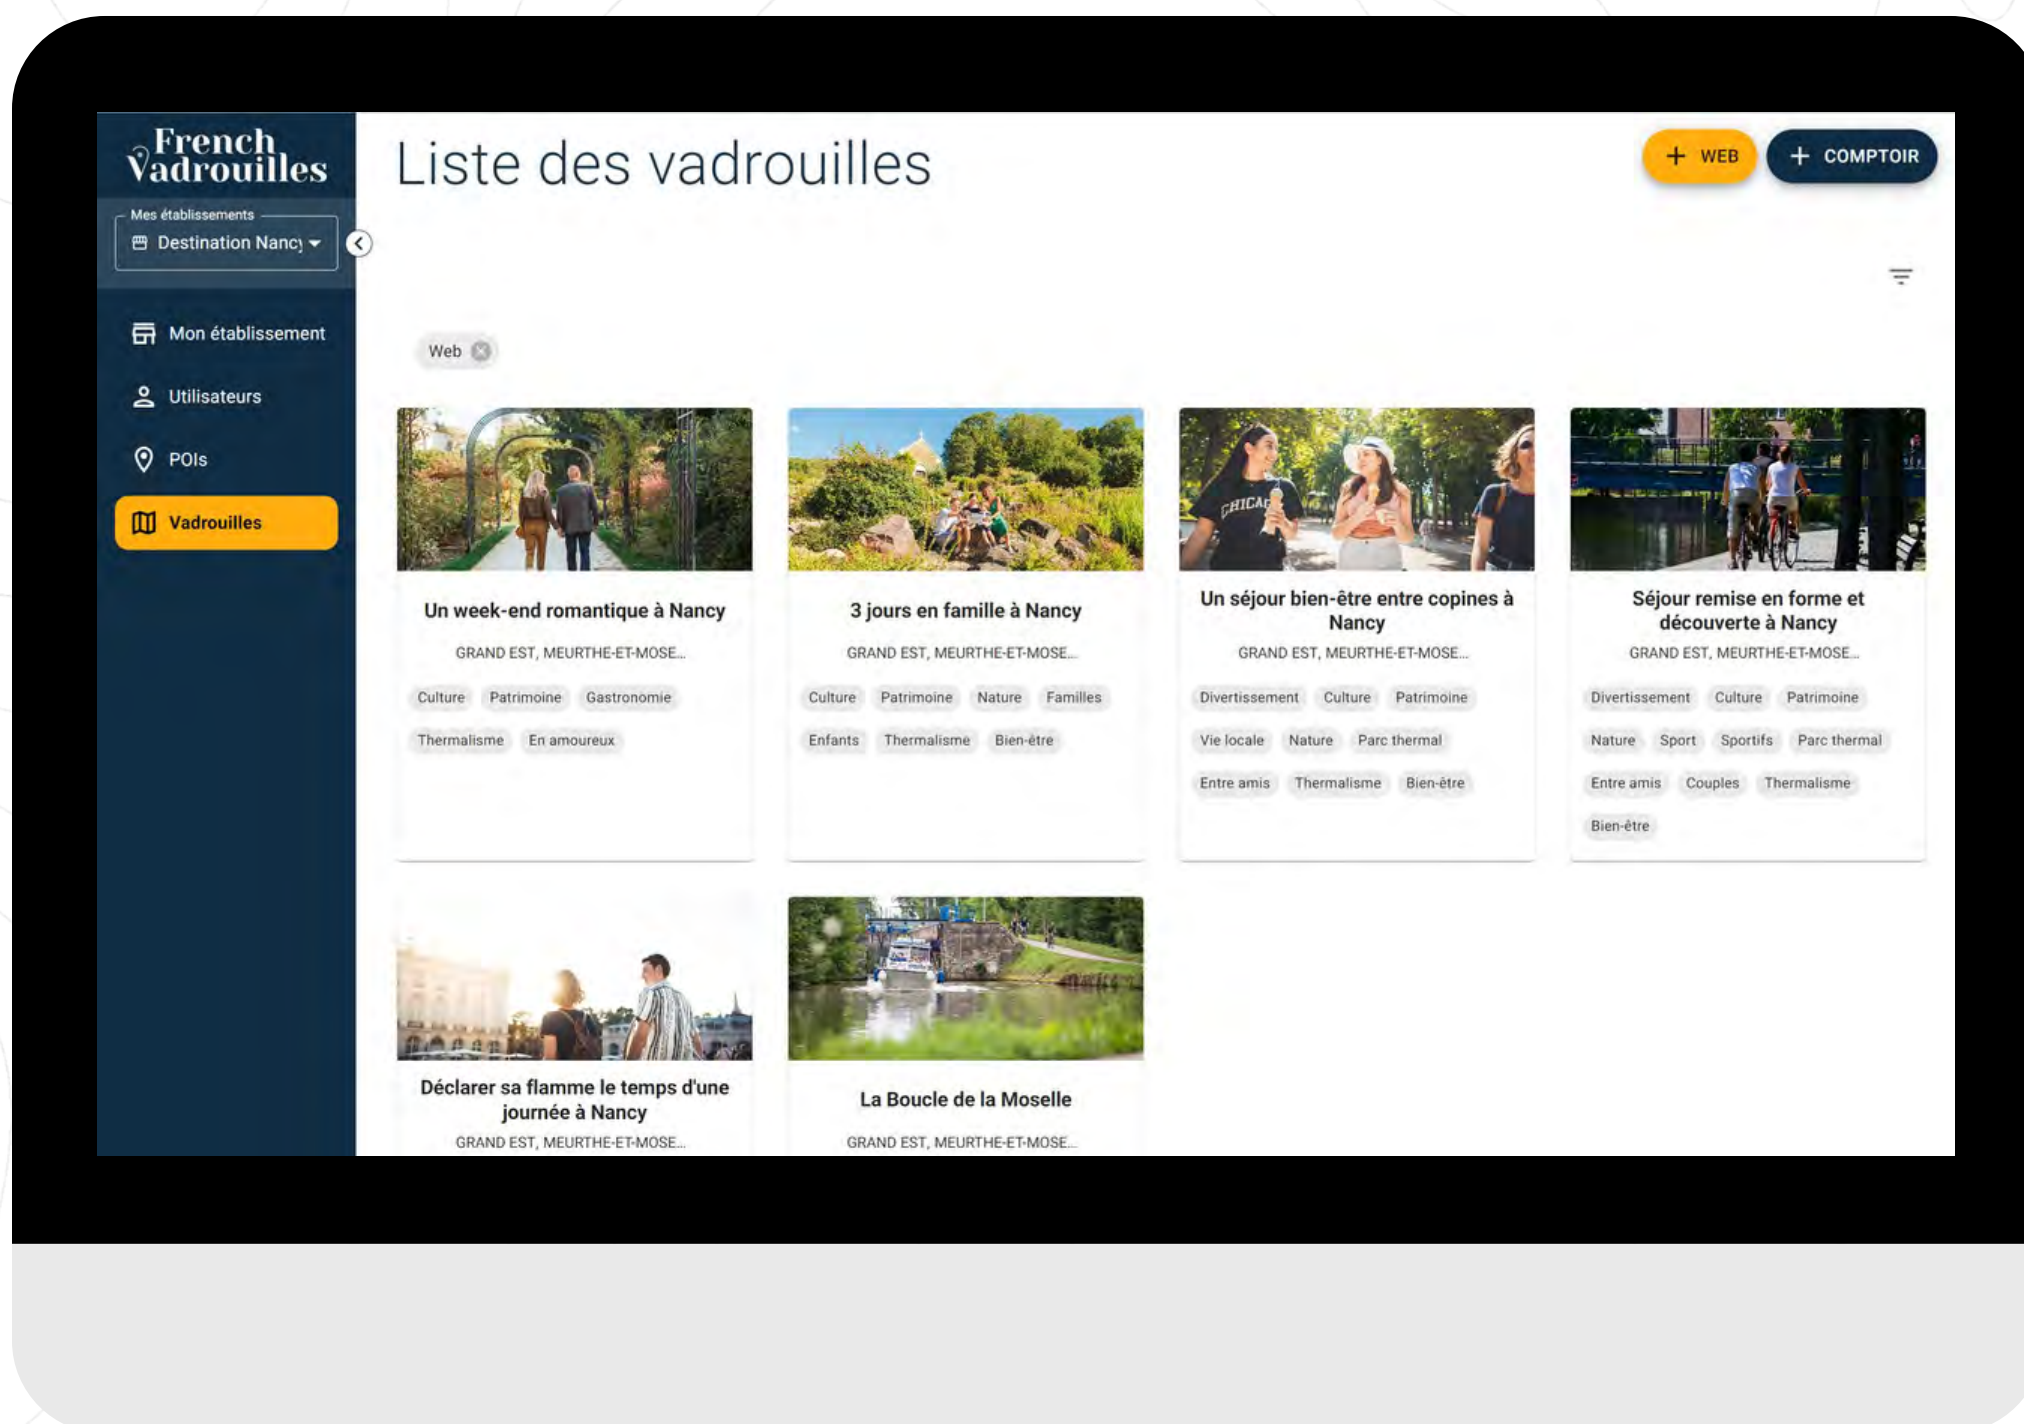 French
Vadrouilles
Mes établissements
Destination Nancy
Mon établissement
Utilisateurs
POIs
Vadrouilles
Liste des vadrouilles
+ WEB
+ COMPTOIR
Web
CHICAG
Un week-end romantique à Nancy
GRAND EST, MEURTHE-ET-MOSE...
Culture Patrimoine Gastronomie
Thermalisme En amoureux
3 jours en famille à Nancy
GRAND EST, MEURTHE-ET-MOSE...
Culture Patrimoine Nature Familles
Enfants Thermalisme Bien-être
Un séjour bien-être entre copines à
Nancy
GRAND EST, MEURTHE-ET-MOSE...
Divertissement Culture Patrimoine
Vie locale Nature Parc thermal
Entre amis Thermalisme Bien-être
Séjour remise en forme et
découverte à Nancy
GRAND EST, MEURTHE-ET-MOSE...
Divertissement Culture Patrimoine
Nature Sport Sportifs Parc thermal
Entre amis Couples Thermalisme
Bien-être
Déclarer sa flamme le temps d'une
journée à Nancy
GRAND EST, MEURTHE-ET-MOSE...
La Boucle de la Moselle
GRAND EST, MEURTHE-ET-MOSE...